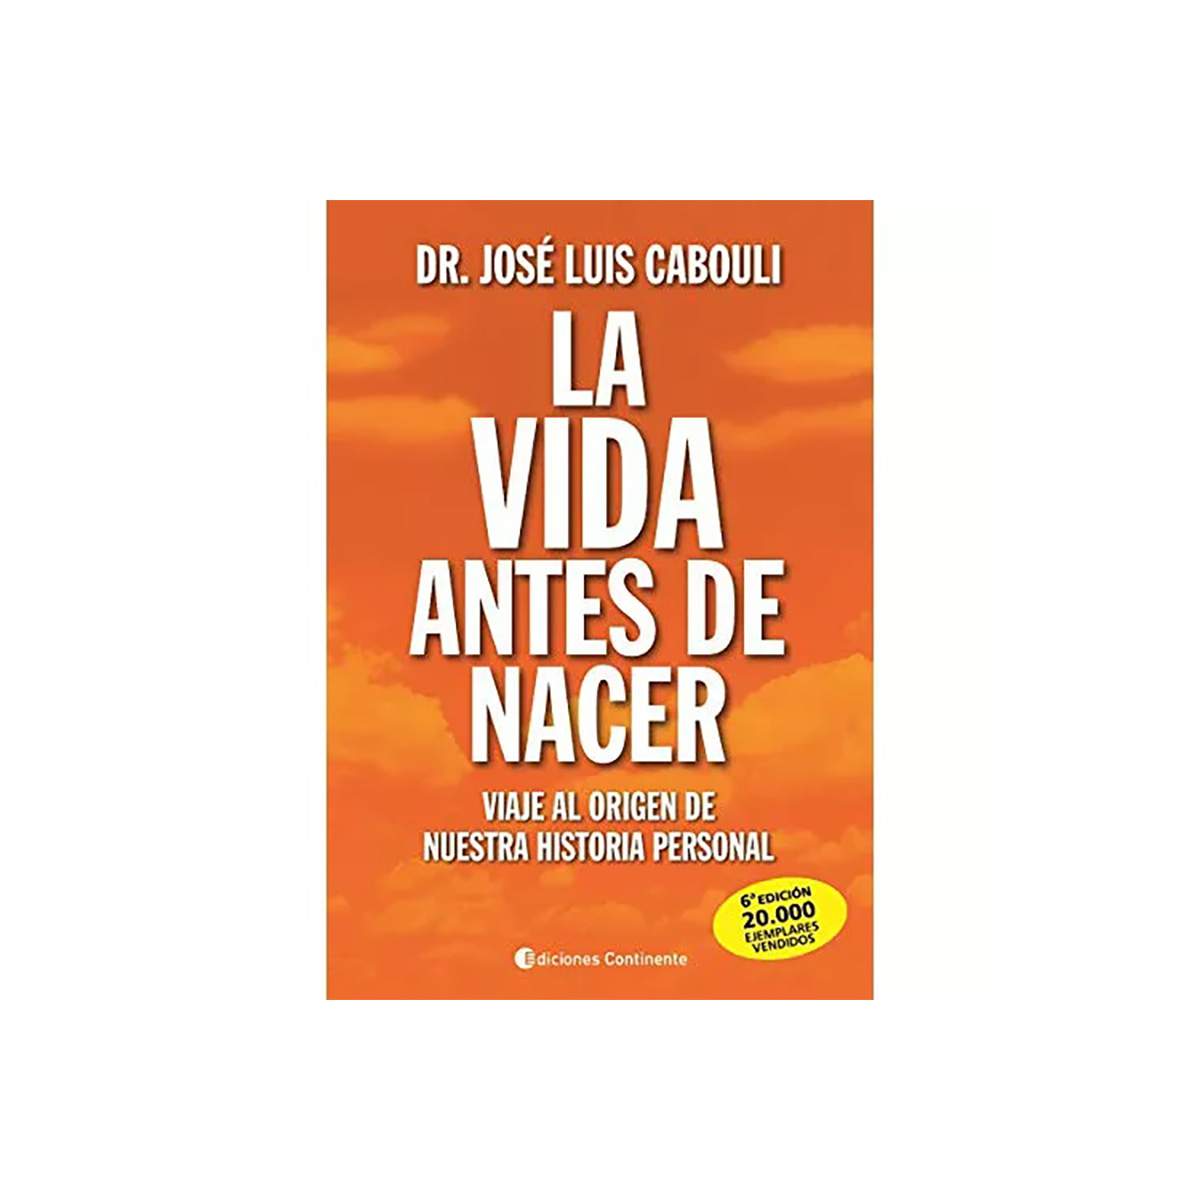 DR. JOSÉ LUIS CABOULI
LA
VIDA
ANTES DE
NACER
VIAJE AL ORIGEN DE
NUESTRA HISTORIA PERSONAL
6ª EDICIÓN
20.000
EJEMPLARES
VENDIDOS
Ediciones Continente